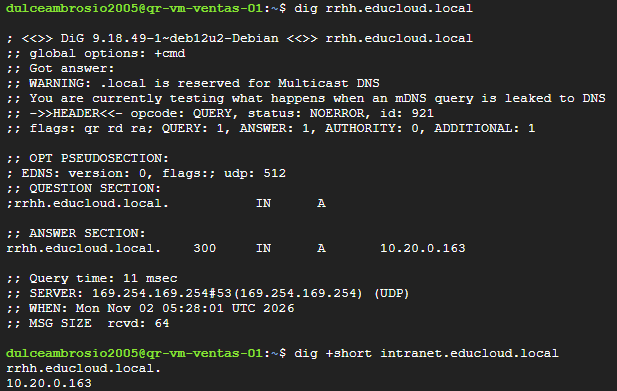 dulceambrosio2005@qr-vm-ventas-01:~$ dig rrhh.educloud.local
; <<>> DiG 9.18.49-1~deb12u2-Debian <<>> rrhh.educloud.local
;; global options: +cmd
;; Got answer:
;; WARNING: .local is reserved for Multicast DNS
;; You are currently testing what happens when an mDNS query is leaked to DNS
;; ->>HEADER<<- opcode: QUERY, status: NOERROR, id: 921
;; flags: qr rd ra; QUERY: 1, ANSWER: 1, AUTHORITY: 0, ADDITIONAL: 1
;; OPT PSEUDOSECTION:
; EDNS: version: 0, flags:; udp: 512
;; QUESTION SECTION:
;rrhh.educloud.local. IN A
;; ANSWER SECTION:
rrhh.educloud.local. 300 IN A 10.20.0.163
;; Query time: 11 msec
;; SERVER: 169.254.169.254#53(169.254.169.254) (UDP)
;; WHEN: Mon Nov 02 05:28:01 UTC 2026
;; MSG SIZE rcvd: 64
dulceambrosio2005@qr-vm-ventas-01:~$ dig +short intranet.educloud.local
rrhh.educloud.local.
10.20.0.163